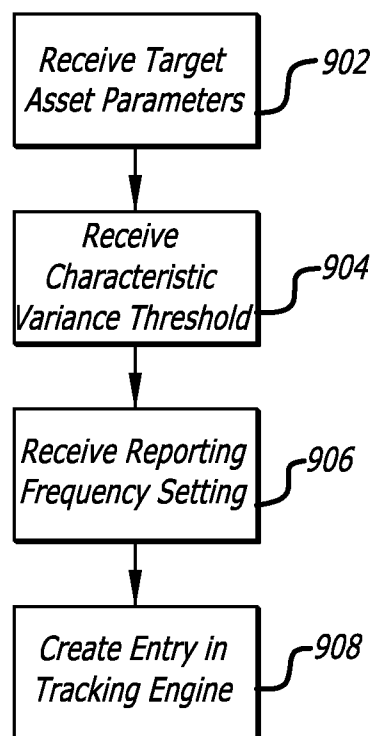 Receive Target
Asset Parameters
902
Receive
Characteristic
Variance Threshold
904
Receive Reporting
Frequency Setting
906
Create Entry in
Tracking Engine
908